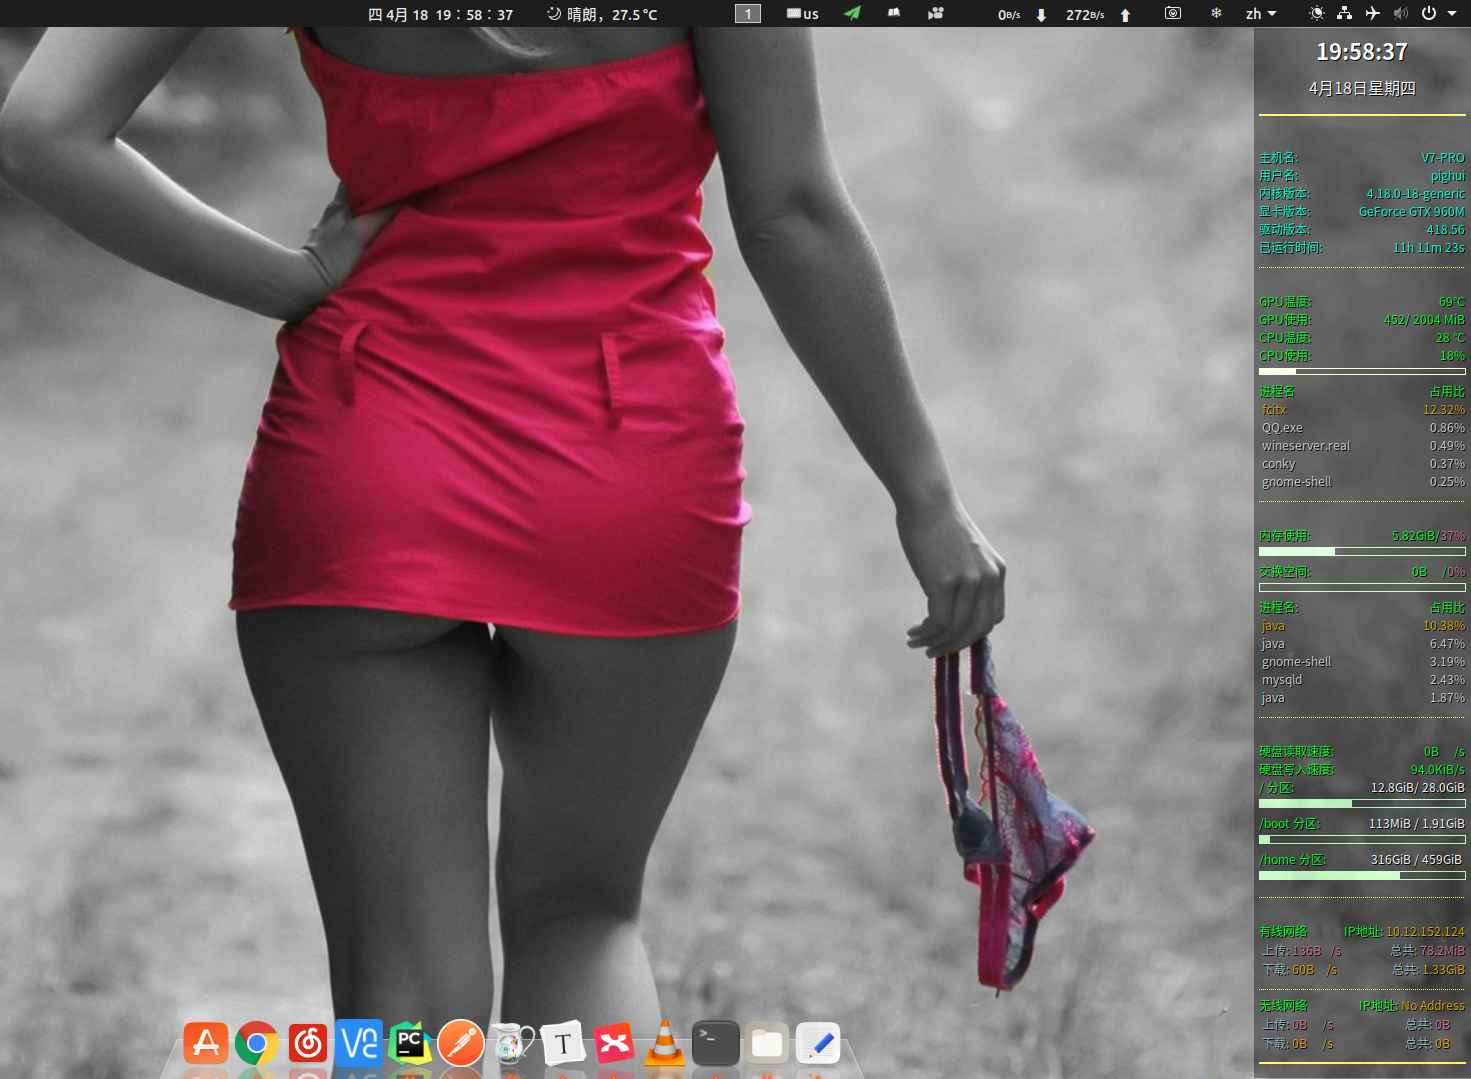 四 4月 18 19：58：37 晴朗，27.5 °C 1 us 0B/s 272B/s zh
19:58:37
4月18日星期四
主机名: V7-PRO
用户名: pighui
内核版本: 4.18.0-18-generic
显卡版本: GeForce GTX 960M
驱动版本: 418.56
已运行时间: 11h 11m 23s
GPU温度: 69°C
GPU使用: 452/ 2004 MiB
CPU温度: 28 °C
CPU使用: 18%
进程名 占用比
fcitx 12.32%
QQ.exe 0.86%
wineserver.real 0.49%
conky 0.37%
gnome-shell 0.25%
内存使用: 5.82GiB/37%
交换空间: 0B /0%
进程名: 占用比
java 10.38%
java 6.47%
gnome-shell 3.19%
mysqld 2.43%
java 1.87%
硬盘读取速度: 0B /s
硬盘写入速度: 94.0KiB/s
/ 分区: 12.8GiB/ 28.0GiB
/boot 分区: 113MiB / 1.91GiB
/home 分区: 316GiB / 459GiB
有线网络 IP地址: 10.12.152.124
上传: 136B /s 总共: 78.2MiB
下载: 60B /s 总共: 1.33GiB
无线网络 IP地址: No Address
上传: 0B /s 总共: 0B
下载: 0B /s 总共: 0B
PC
T
>_